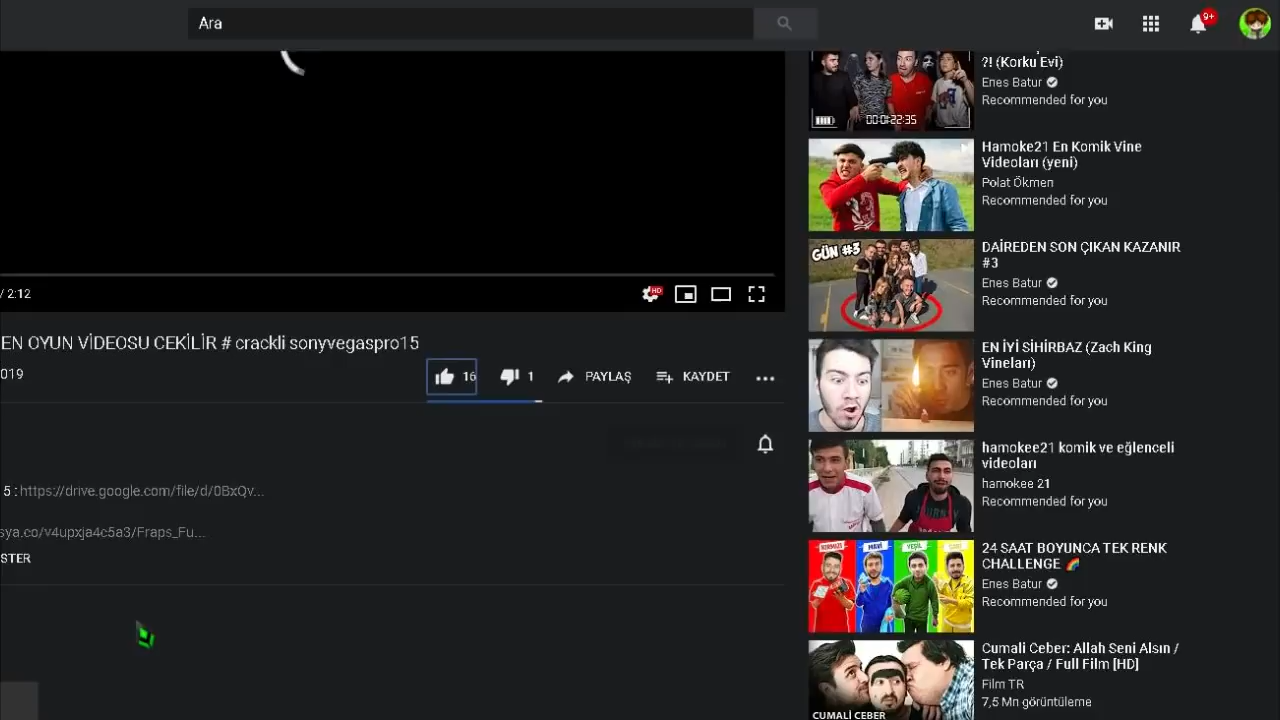 Ara
9+
?! (Korku Evi)
Enes Batur
Recommended for you
00:0:22:35
Hamoke21 En Komik Vine
Videoları (yeni)
Polat Ökmen
Recommended for you
GÜN #3
DAİREDEN SON ÇIKAN KAZANIR
#3
Enes Batur
Recommended for you
/ 2:12
HD
EN OYUN VİDEOSU CEKİLİR # crackli sonyvegaspro15
019
16
1
PAYLAŞ
KAYDET
EN İYİ SİHİRBAZ (Zach King
Vineları)
Enes Batur
Recommended for you
hamokee21 komik ve eğlenceli
videoları
hamokee 21
Recommended for you
5 : https://drive.google.com/file/d/0BxQv...
sya.co/v4upxja4c5a3/Fraps_Fu...
STER
KIRMIZI
MAVİ
YEŞİL
SARI
24 SAAT BOYUNCA TEK RENK
CHALLENGE 🌈
Enes Batur
Recommended for you
CUMALİ CEBER
Cumali Ceber: Allah Seni Alsın /
Tek Parça / Full Film [HD]
Film TR
7,5 Mn görüntüleme